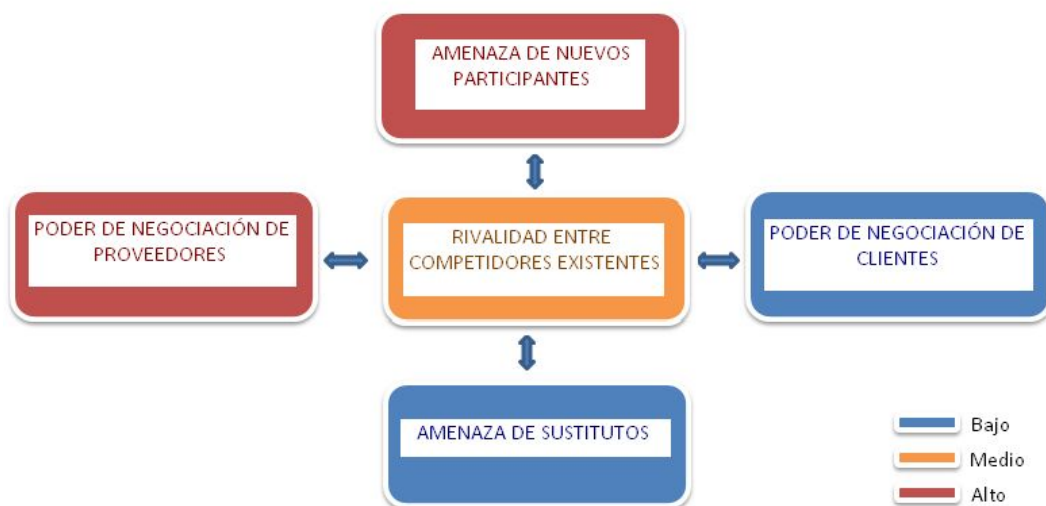 AMENAZA DE NUEVOS
PARTICIPANTES
PODER DE NEGOCIACIÓN DE
PROVEEDORES
RIVALIDAD ENTRE
COMPETIDORES EXISTENTES
PODER DE NEGOCIACIÓN DE
CLIENTES
AMENAZA DE SUSTITUTOS
Bajo
Medio
Alto